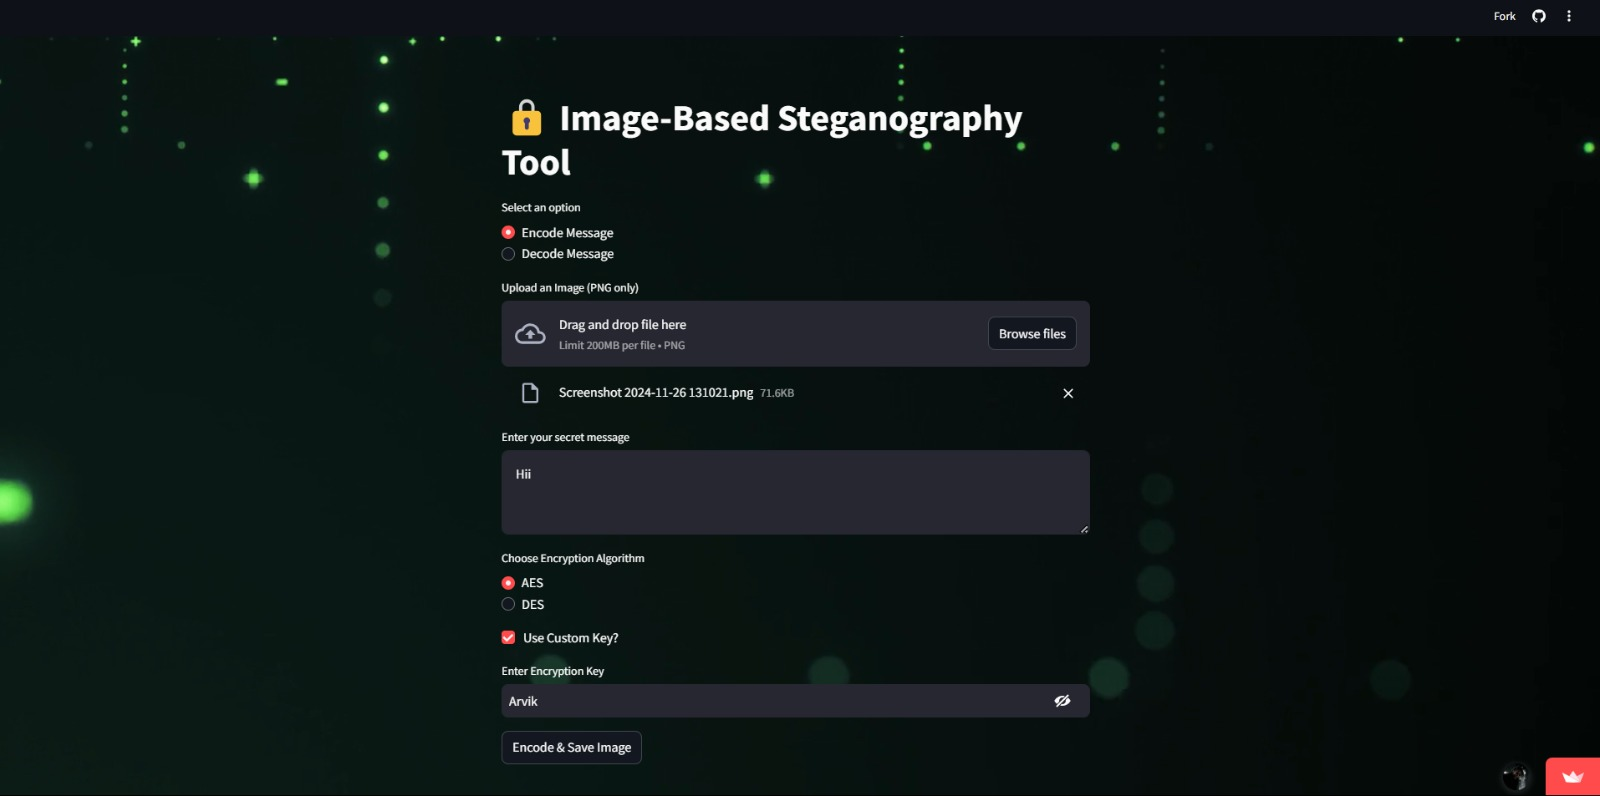 Fork
Image-Based Steganography
Tool
Select an option
Encode Message
Decode Message
Upload an Image (PNG only)
Drag and drop file here
Limit 200MB per file • PNG
Browse files
Screenshot 2024-11-26 131021.png 71.6KB
Enter your secret message
Hii
Choose Encryption Algorithm
AES
DES
Use Custom Key?
Enter Encryption Key
Arvik
Encode & Save Image